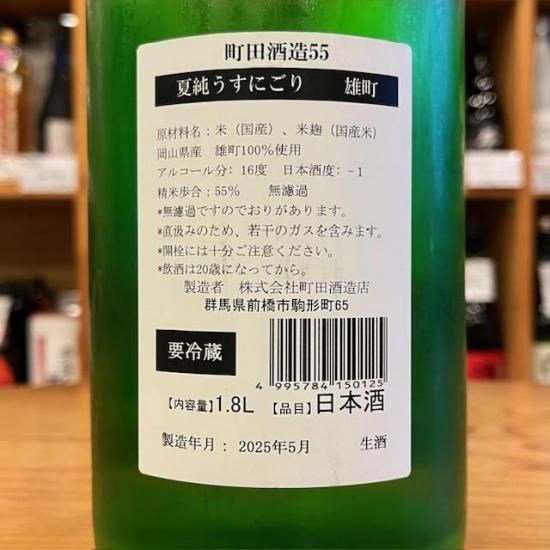 町田酒造55
夏純うすにごり 雄町
原材料名：米（国産）、米麹（国産米）
岡山県産 雄町100%使用
アルコール分：16度 日本酒度：-1
精米歩合：55% 無濾過
*無濾過ですのでおりがあります。
*直汲みのため、若干のガスを含みます。
*開栓には十分ご注意ください。
*飲酒は20歳になってから。
製造者 株式会社町田酒造店
群馬県前橋市駒形町65
要冷蔵
4 995784 150125
【内容量】1.8L 【品目】日本酒
製造年月： 2025年5月 生酒